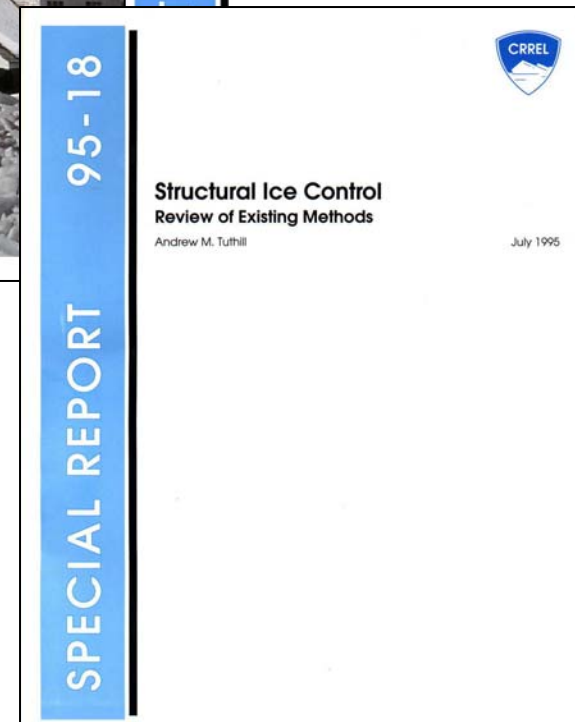 CRREL
SPECIAL REPORT 95-18
Structural Ice Control
Review of Existing Methods
Andrew M. Tuthill July 1995